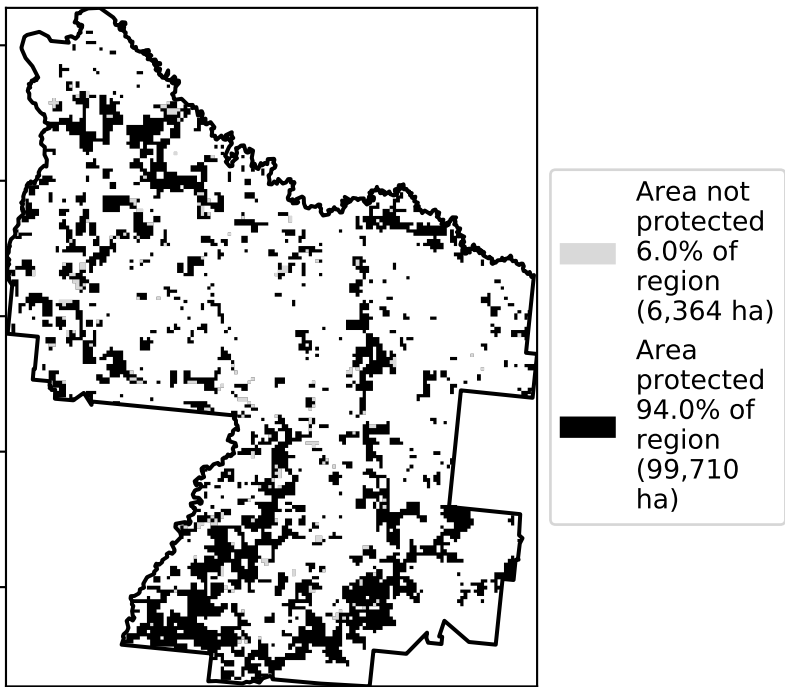 Area not
protected
6.0% of
region
(6,364 ha)
Area
protected
94.0% of
region
(99,710
ha)